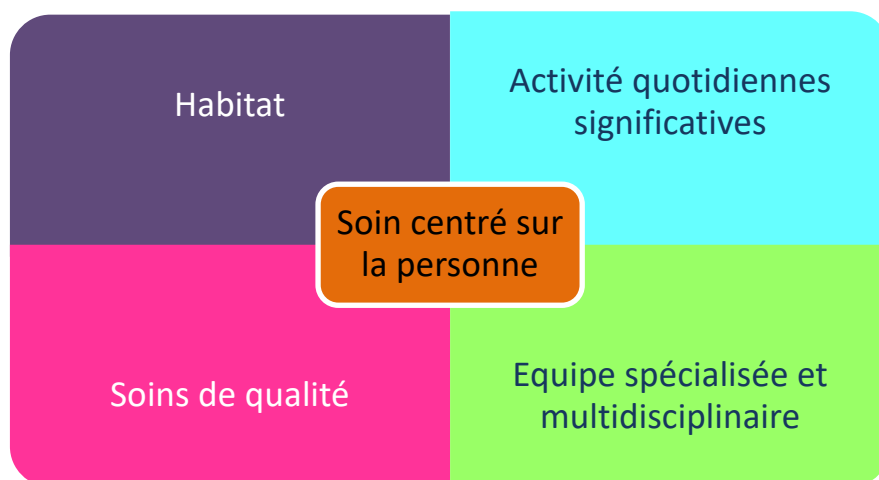 Habitat
Activité quotidiennes
significatives
Soin centré sur
la personne
Soins de qualité
Equipe spécialisée et
multidisciplinaire